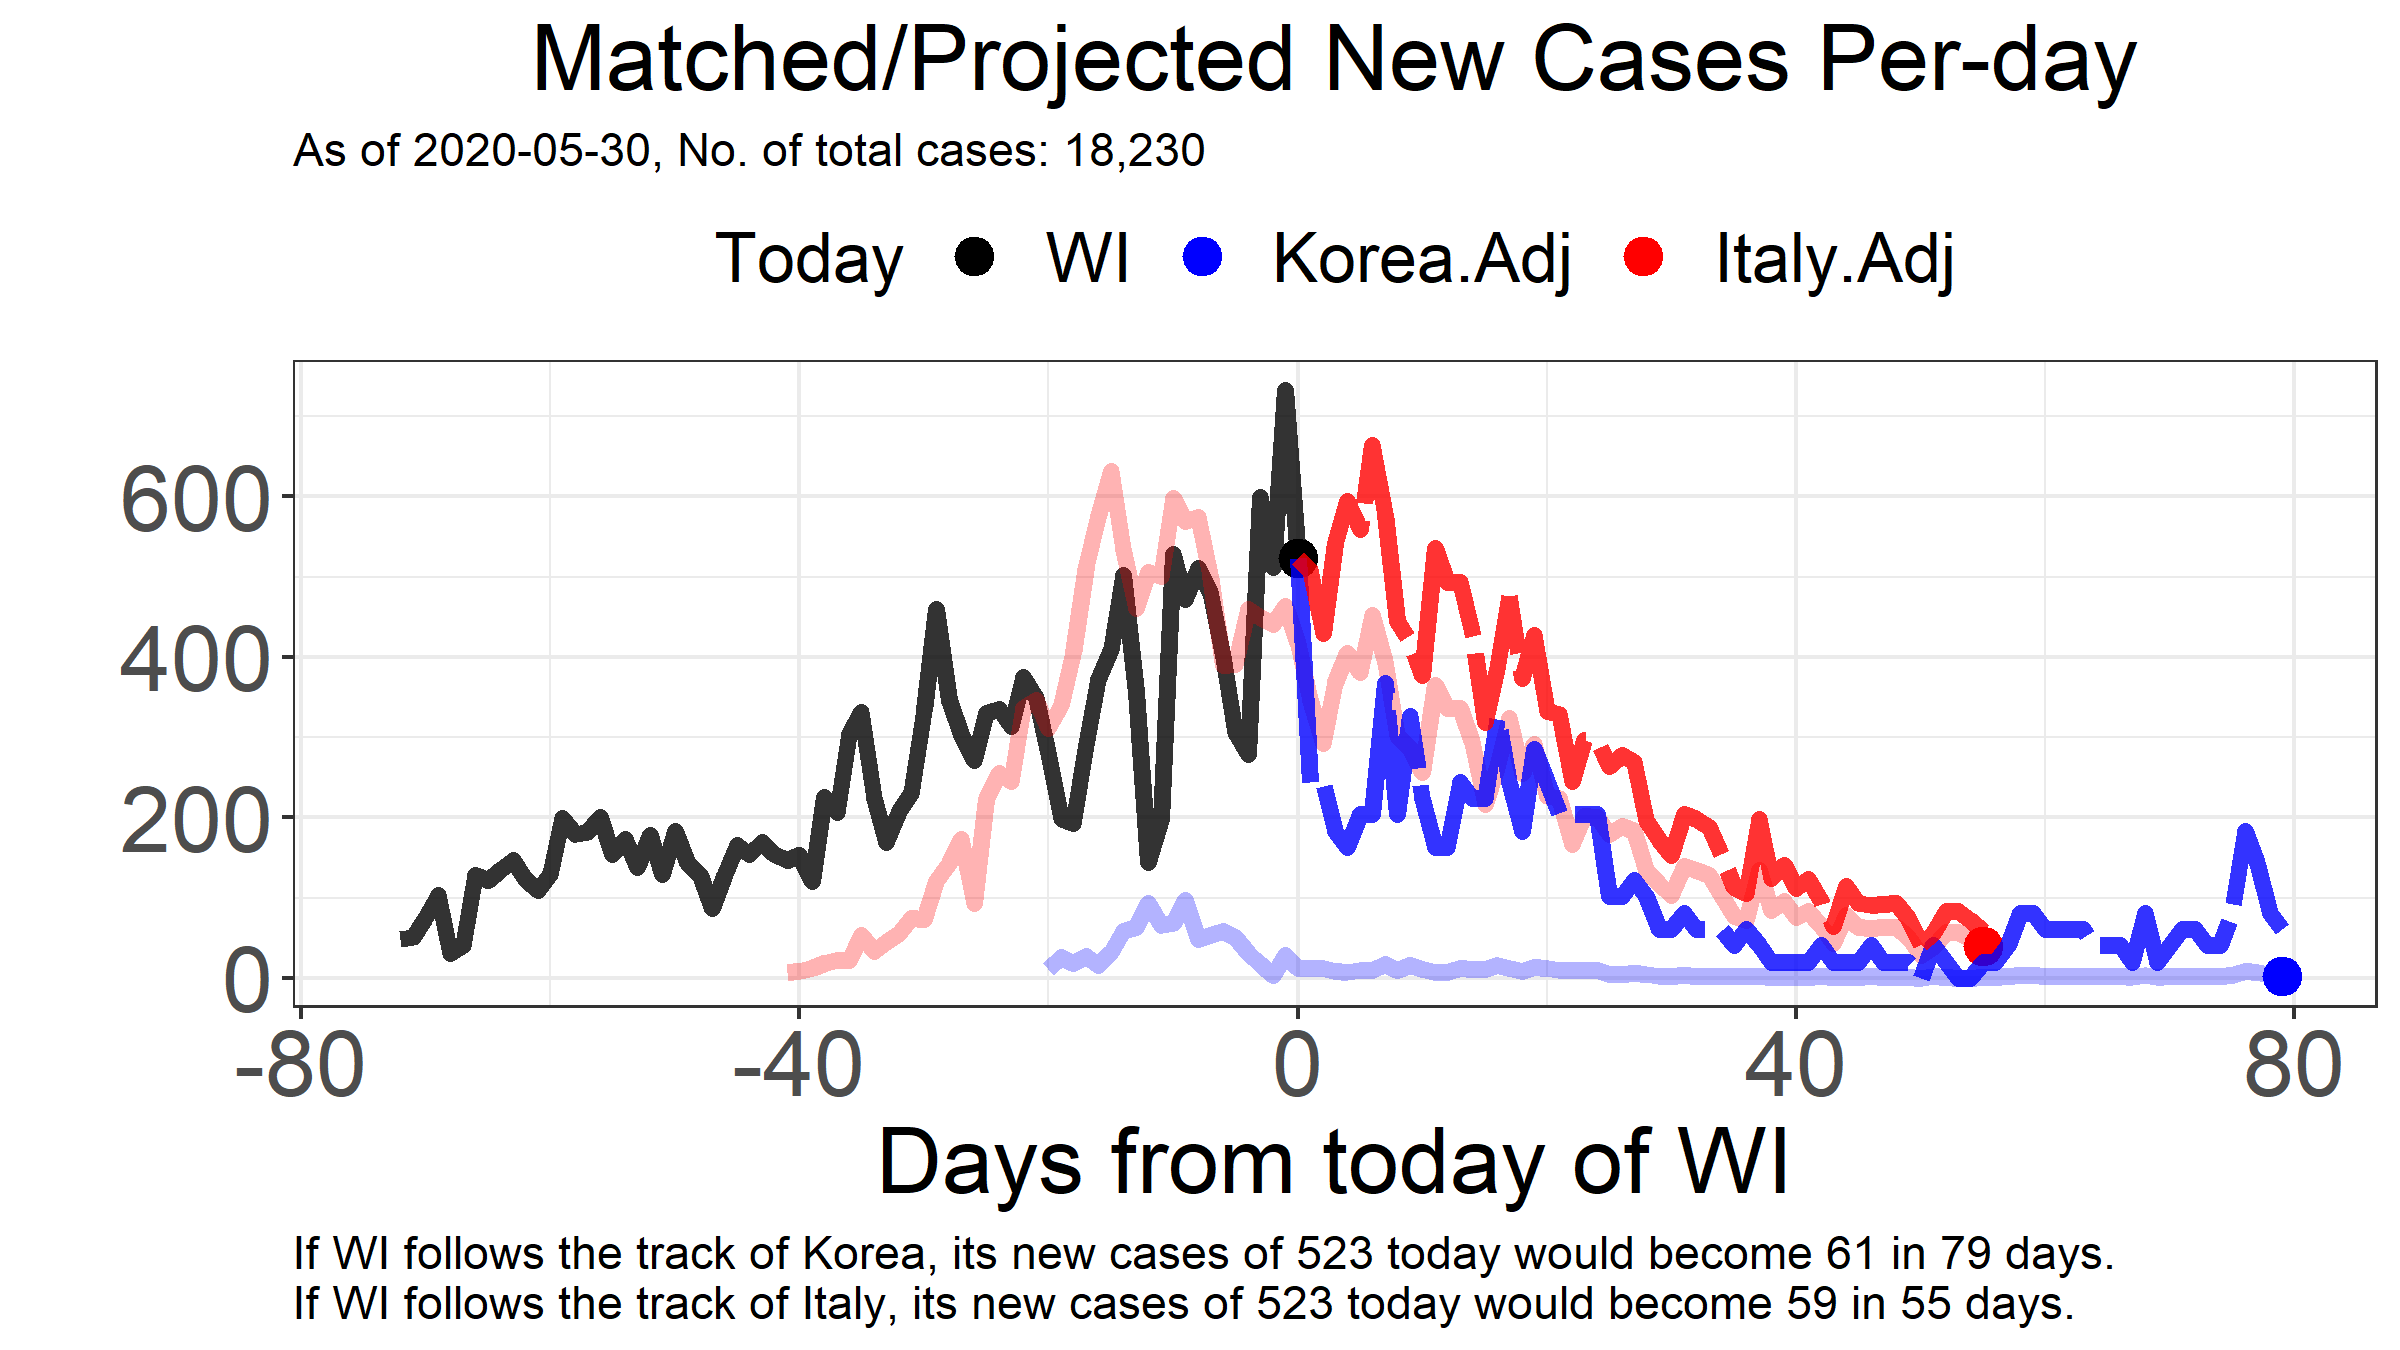 Matched/Projected New Cases Per-day
As of 2020-05-30, No. of total cases: 18,230
Today WI Korea.Adj Italy.Adj
600
400
200
0
-80 -40 0 40 80
Days from today of WI
If WI follows the track of Korea, its new cases of 523 today would become 61 in 79 days.
If WI follows the track of Italy, its new cases of 523 today would become 59 in 55 days.